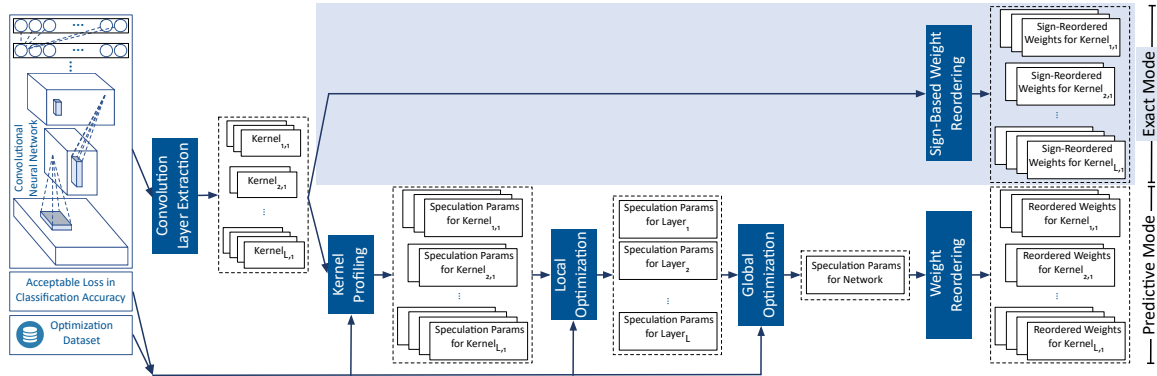 ...
...
⋮
Convolutional
Neural Network
Acceptable Loss in
Classification Accuracy
Optimization
Dataset
Convolution
Layer Extraction
Kernel1,1
Kernel2,1
...
KernelL,1
Sign-Based Weight
Reordering
Sign-Reordered
Weights for Kernel1,1
Sign-Reordered
Weights for Kernel2,1
...
Sign-Reordered
Weights for KernelL,1
Exact Mode
Kernel
Profiling
Speculation Params
for Kernel1,1
Speculation Params
for Kernel2,1
...
Speculation Params
for KernelL,1
Local
Optimization
Speculation Params
for Layer1
Speculation Params
for Layer2
...
Speculation Params
for LayerL
Global
Optimization
Speculation Params
for Network
Weight
Reordering
Reordered Weights
for Kernel1,1
Reordered Weights
for Kernel2,1
...
Reordered Weights
for KernelL,1
Predictive Mode